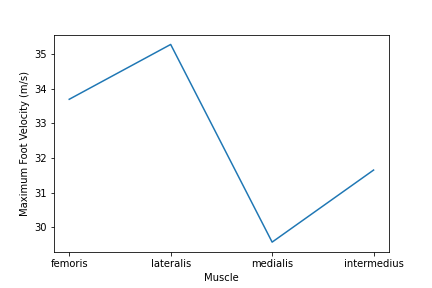 35
34
33
32
31
30
Maximum Foot Velocity (m/s)
femoris lateralis medialis intermedius
Muscle